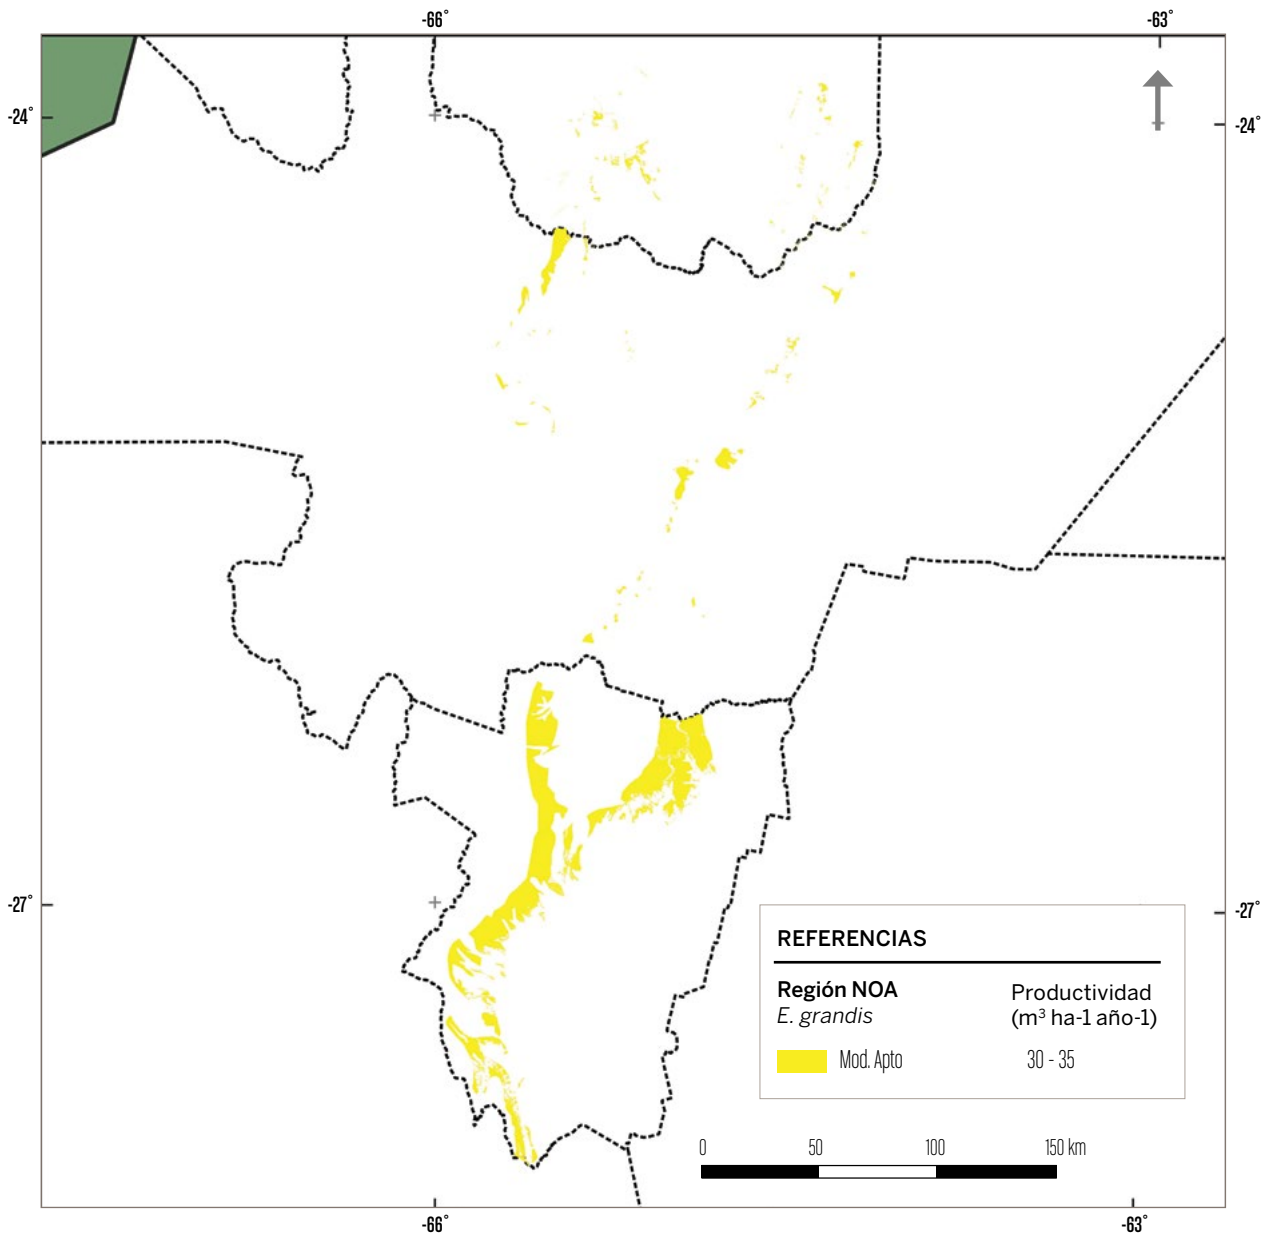 -66°
-63°
-24°
-24°
-27°
-27°
REFERENCIAS
Región NOA
E. grandis
Productividad
(m³ ha-1 año-1)
Mod. Apto
30 - 35
0
50
100
150 km
-66°
-63°